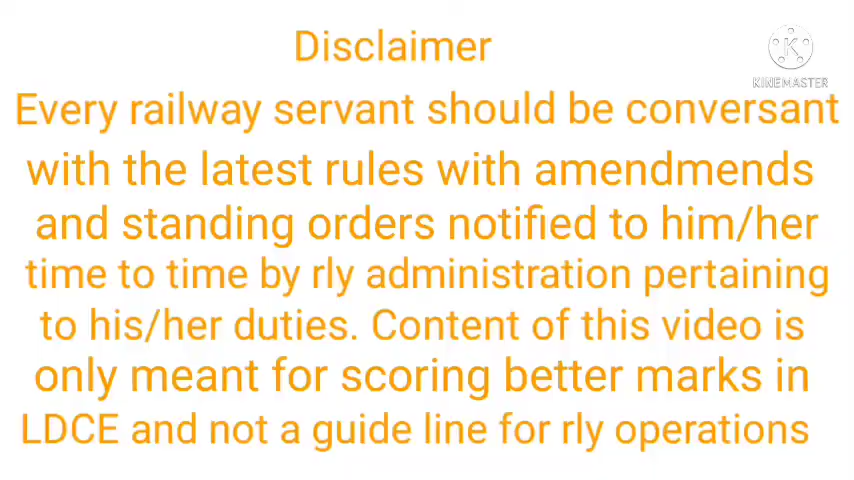 Disclaimer
K
KINEMASTER
Every railway servant should be conversant
with the latest rules with amendmends
and standing orders notified to him/her
time to time by rly administration pertaining
to his/her duties. Content of this video is
only meant for scoring better marks in
LDCE and not a guide line for rly operations